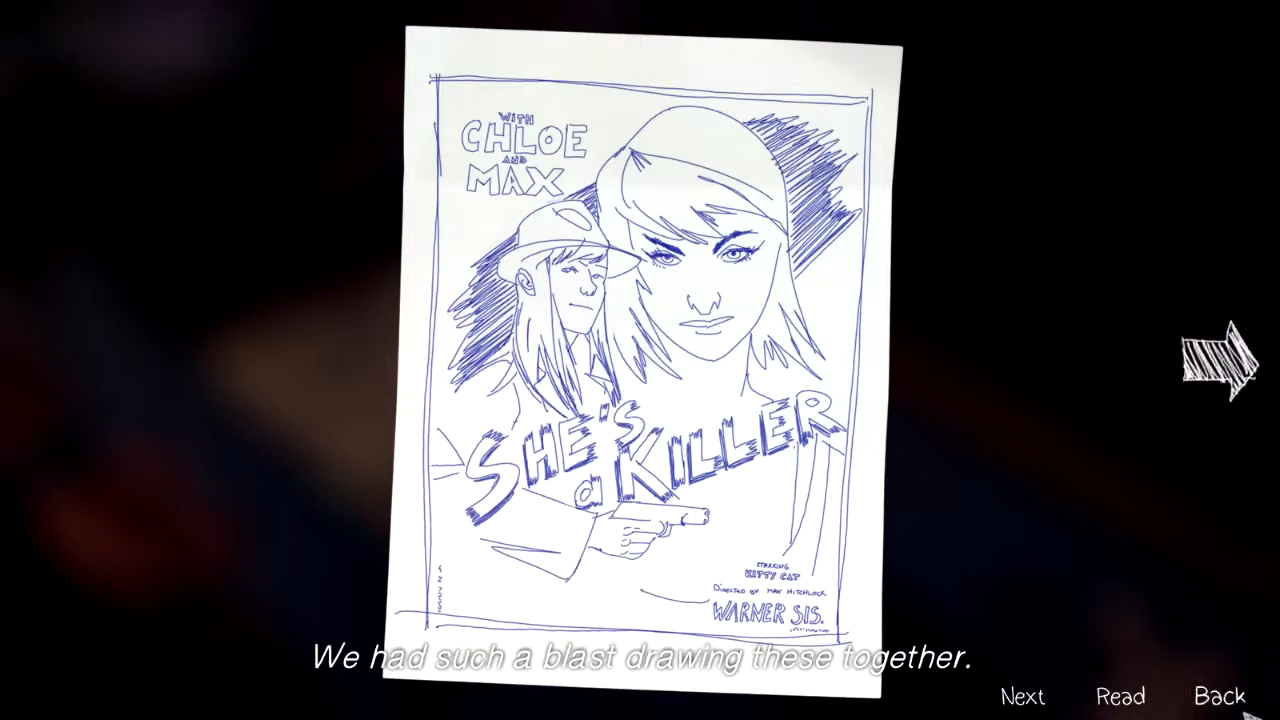 WITH
CHLOE
AND
MAX
SHE'S
a KILLER
STARRING
KITTY CAT
DIRECTED BY MAX HITCHLOCK
WARNER SIS.
We had such a blast drawing these together.
Next Read Back